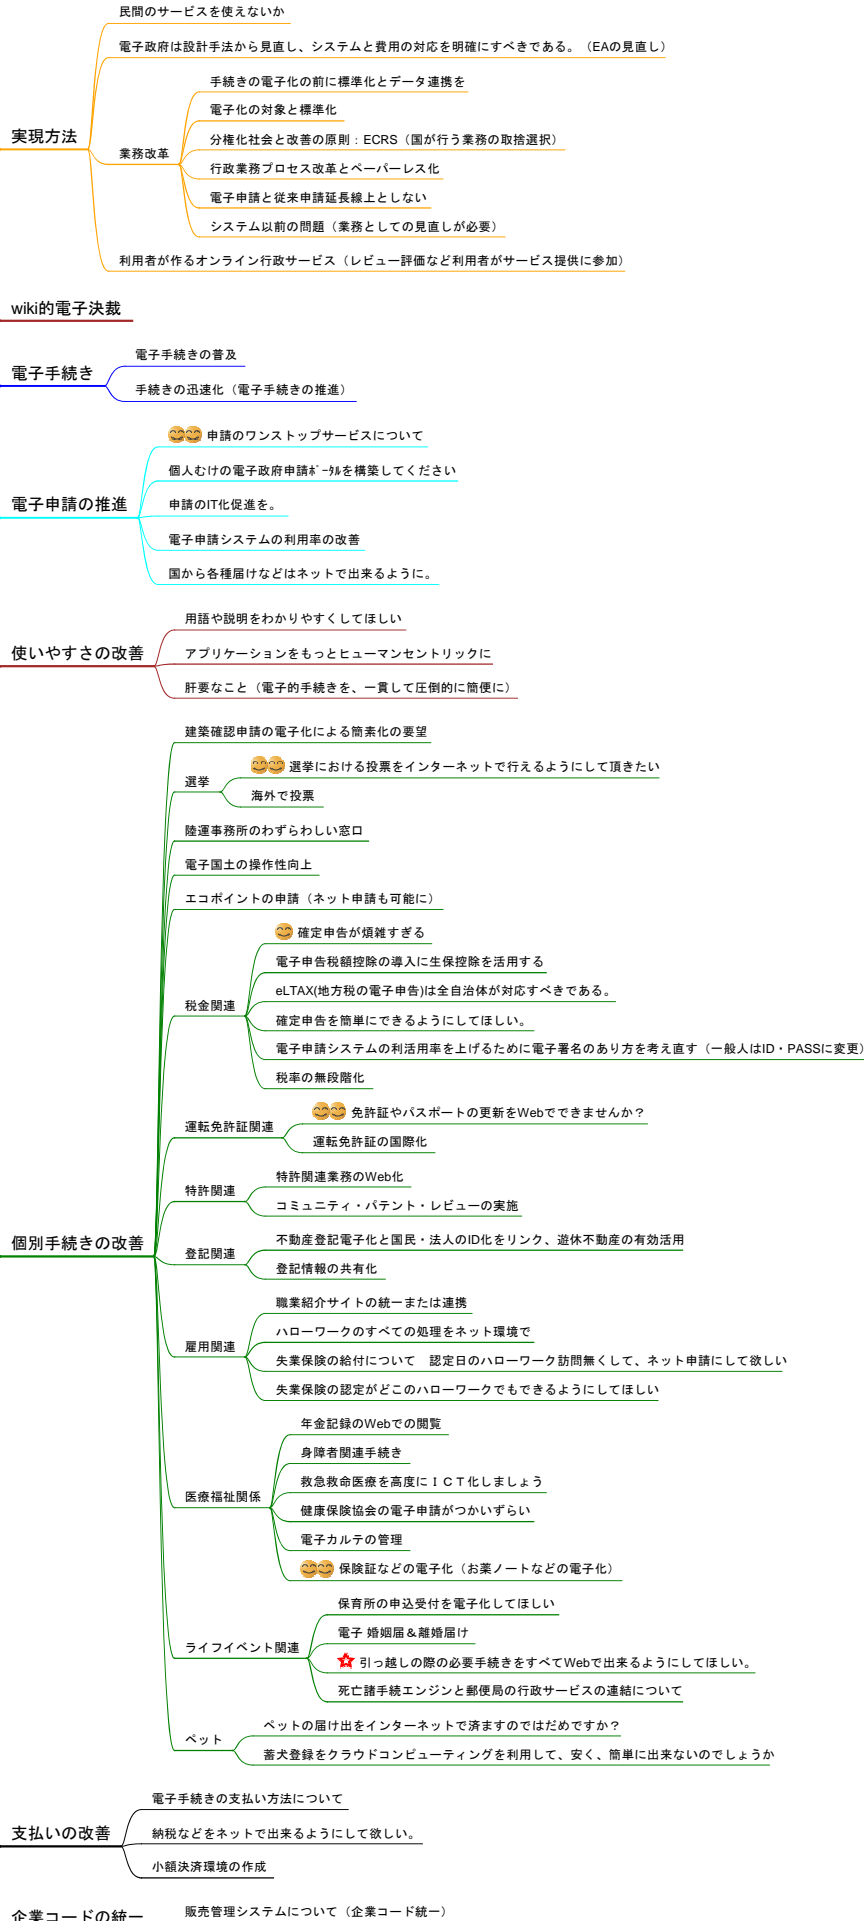 民間のサービスを使えないか
電子政府は設計手法から見直し、システムと費用の対応を明確にすべきである。（EAの見直し）
実現方法
業務改革
手続きの電子化の前に標準化とデータ連携を
電子化の対象と標準化
分権化社会と改善の原則：ECRS（国が行う業務の取捨選択）
行政業務プロセス改革とペーパーレス化
電子申請と従来申請延長線上としない
システム以前の問題（業務としての見直しが必要）
利用者が作るオンライン行政サービス（レビュー評価など利用者がサービス提供に参加）
wiki的電子決裁
電子手続き
電子手続きの普及
手続きの迅速化（電子手続きの推進）
電子申請の推進
申請のワンストップサービスについて
個人むけの電子政府申請ﾎﾟｰﾀﾙを構築してください
申請のIT化促進を。
電子申請システムの利用率の改善
国から各種届けなどはネットで出来るように。
使いやすさの改善
用語や説明をわかりやすくしてほしい
アプリケーションをもっとヒューマンセントリックに
肝要なこと（電子的手続きを、一貫して圧倒的に簡便に）
個別手続きの改善
建築確認申請の電子化による簡素化の要望
選挙
選挙における投票をインターネットで行えるようにして頂きたい
海外で投票
陸運事務所のわずらわしい窓口
電子国土の操作性向上
エコポイントの申請（ネット申請も可能に）
税金関連
確定申告が煩雑すぎる
電子申告税額控除の導入に生保控除を活用する
eLTAX(地方税の電子申告)は全自治体が対応すべきである。
確定申告を簡単にできるようにしてほしい。
電子申請システムの利活用率を上げるために電子署名のあり方を考え直す（一般人はID・PASSに変更）
税率の無段階化
運転免許証関連
免許証やパスポートの更新をWebでできませんか？
運転免許証の国際化
特許関連
特許関連業務のWeb化
コミュニティ・パテント・レビューの実施
登記関連
不動産登記電子化と国民・法人のID化をリンク、遊休不動産の有効活用
登記情報の共有化
雇用関連
職業紹介サイトの統一または連携
ハローワークのすべての処理をネット環境で
失業保険の給付について　認定日のハローワーク訪問無くして、ネット申請にして欲しい
失業保険の認定がどこのハローワークでもできるようにしてほしい
医療福祉関係
年金記録のWebでの閲覧
身障者関連手続き
救急救命医療を高度にＩＣＴ化しましょう
健康保険協会の電子申請がつかいずらい
電子カルテの管理
保険証などの電子化（お薬ノートなどの電子化）
ライフイベント関連
保育所の申込受付を電子化してほしい
電子 婚姻届＆離婚届け
引っ越しの際の必要手続きをすべてWebで出来るようにしてほしい。
死亡諸手続エンジンと郵便局の行政サービスの連結について
ペット
ペットの届け出をインターネットで済ますのではだめですか？
蓄犬登録をクラウドコンピューティングを利用して、安く、簡単に出来ないのでしょうか
支払いの改善
電子手続きの支払い方法について
納税などをネットで出来るようにして欲しい。
小額決済環境の作成
企業コードの統一
販売管理システムについて（企業コード統一）